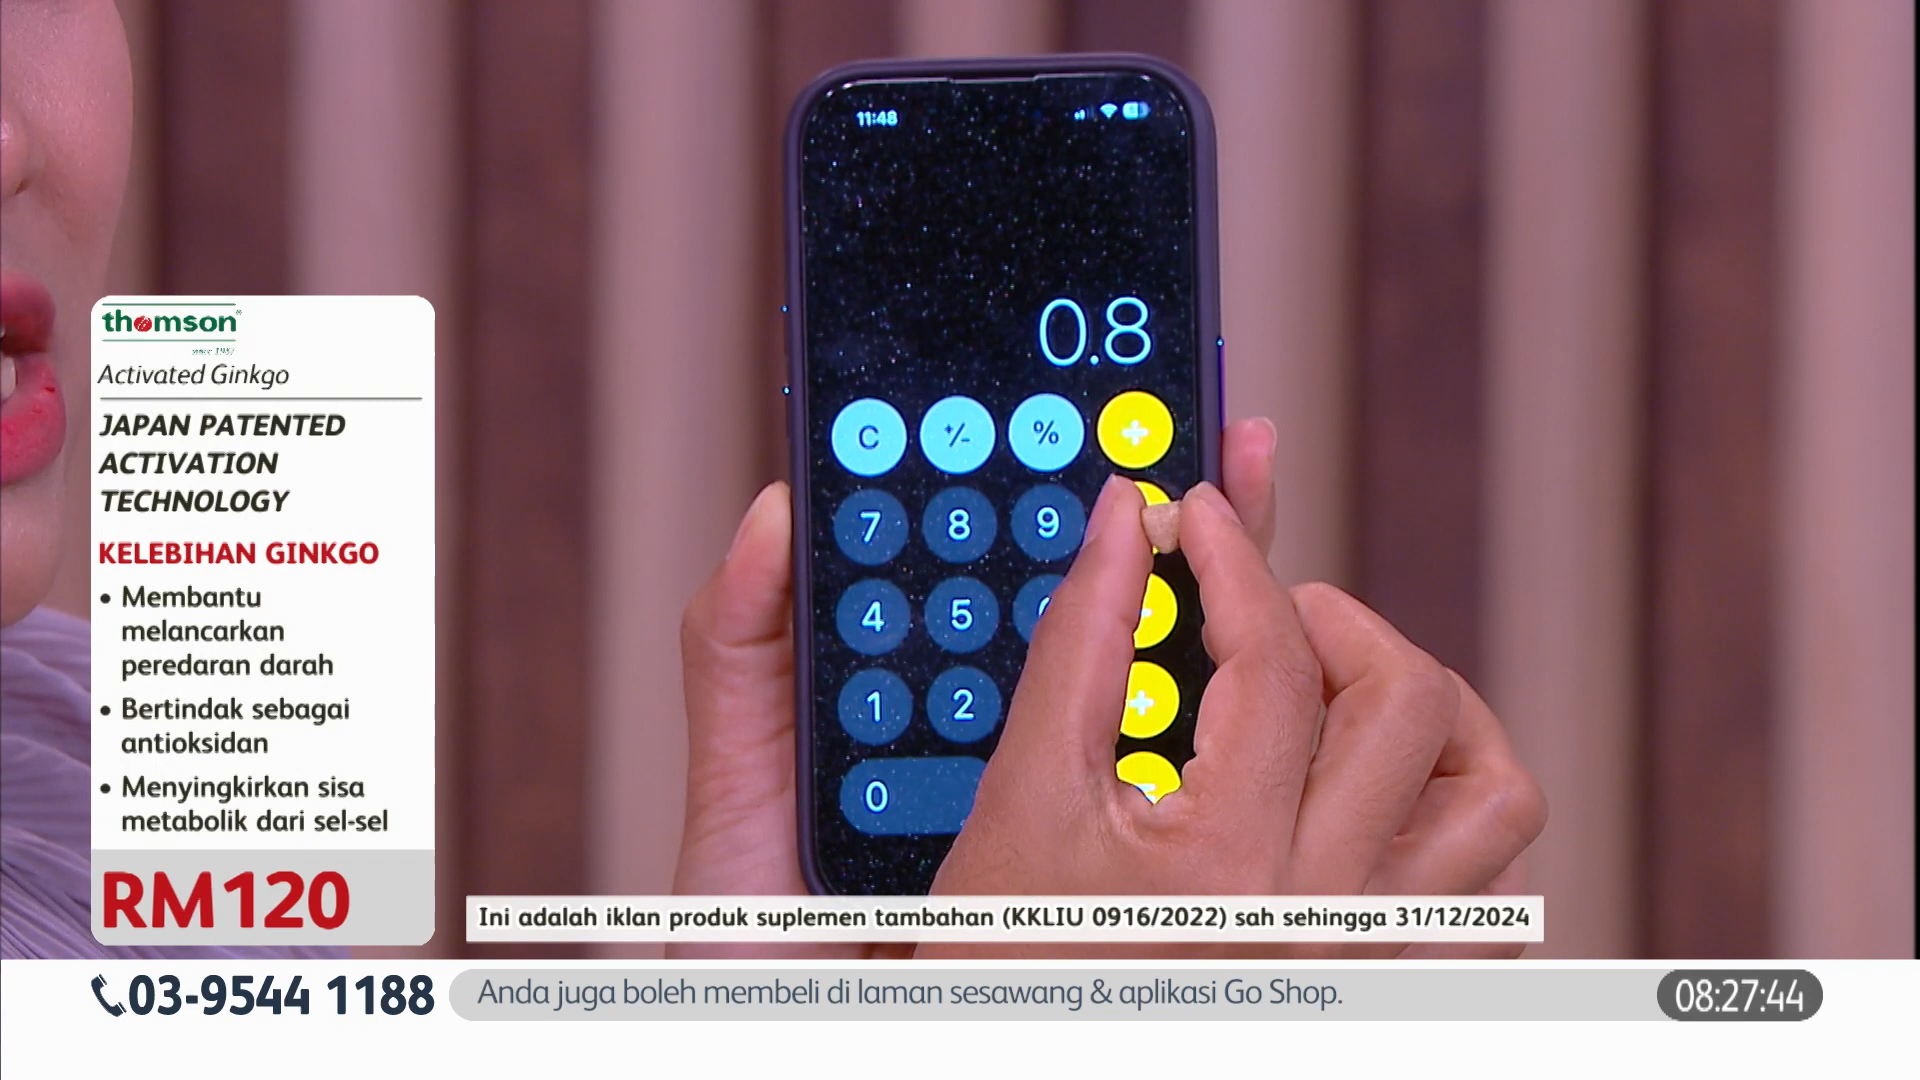 11:48
0.8
C +/- % ÷
7 8 9
4 5
1 2 +
0
thomson®
since 1987
Activated Ginkgo
JAPAN PATENTED
ACTIVATION
TECHNOLOGY
KELEBIHAN GINKGO
• Membantu
melancarkan
peredaran darah
• Bertindak sebagai
antioksidan
• Menyingkirkan sisa
metabolik dari sel-sel
RM120
Ini adalah iklan produk suplemen tambahan (KKLIU 0916/2022) sah sehingga 31/12/2024
03-9544 1188
Anda juga boleh membeli di laman sesawang & aplikasi Go Shop.
08:27:44